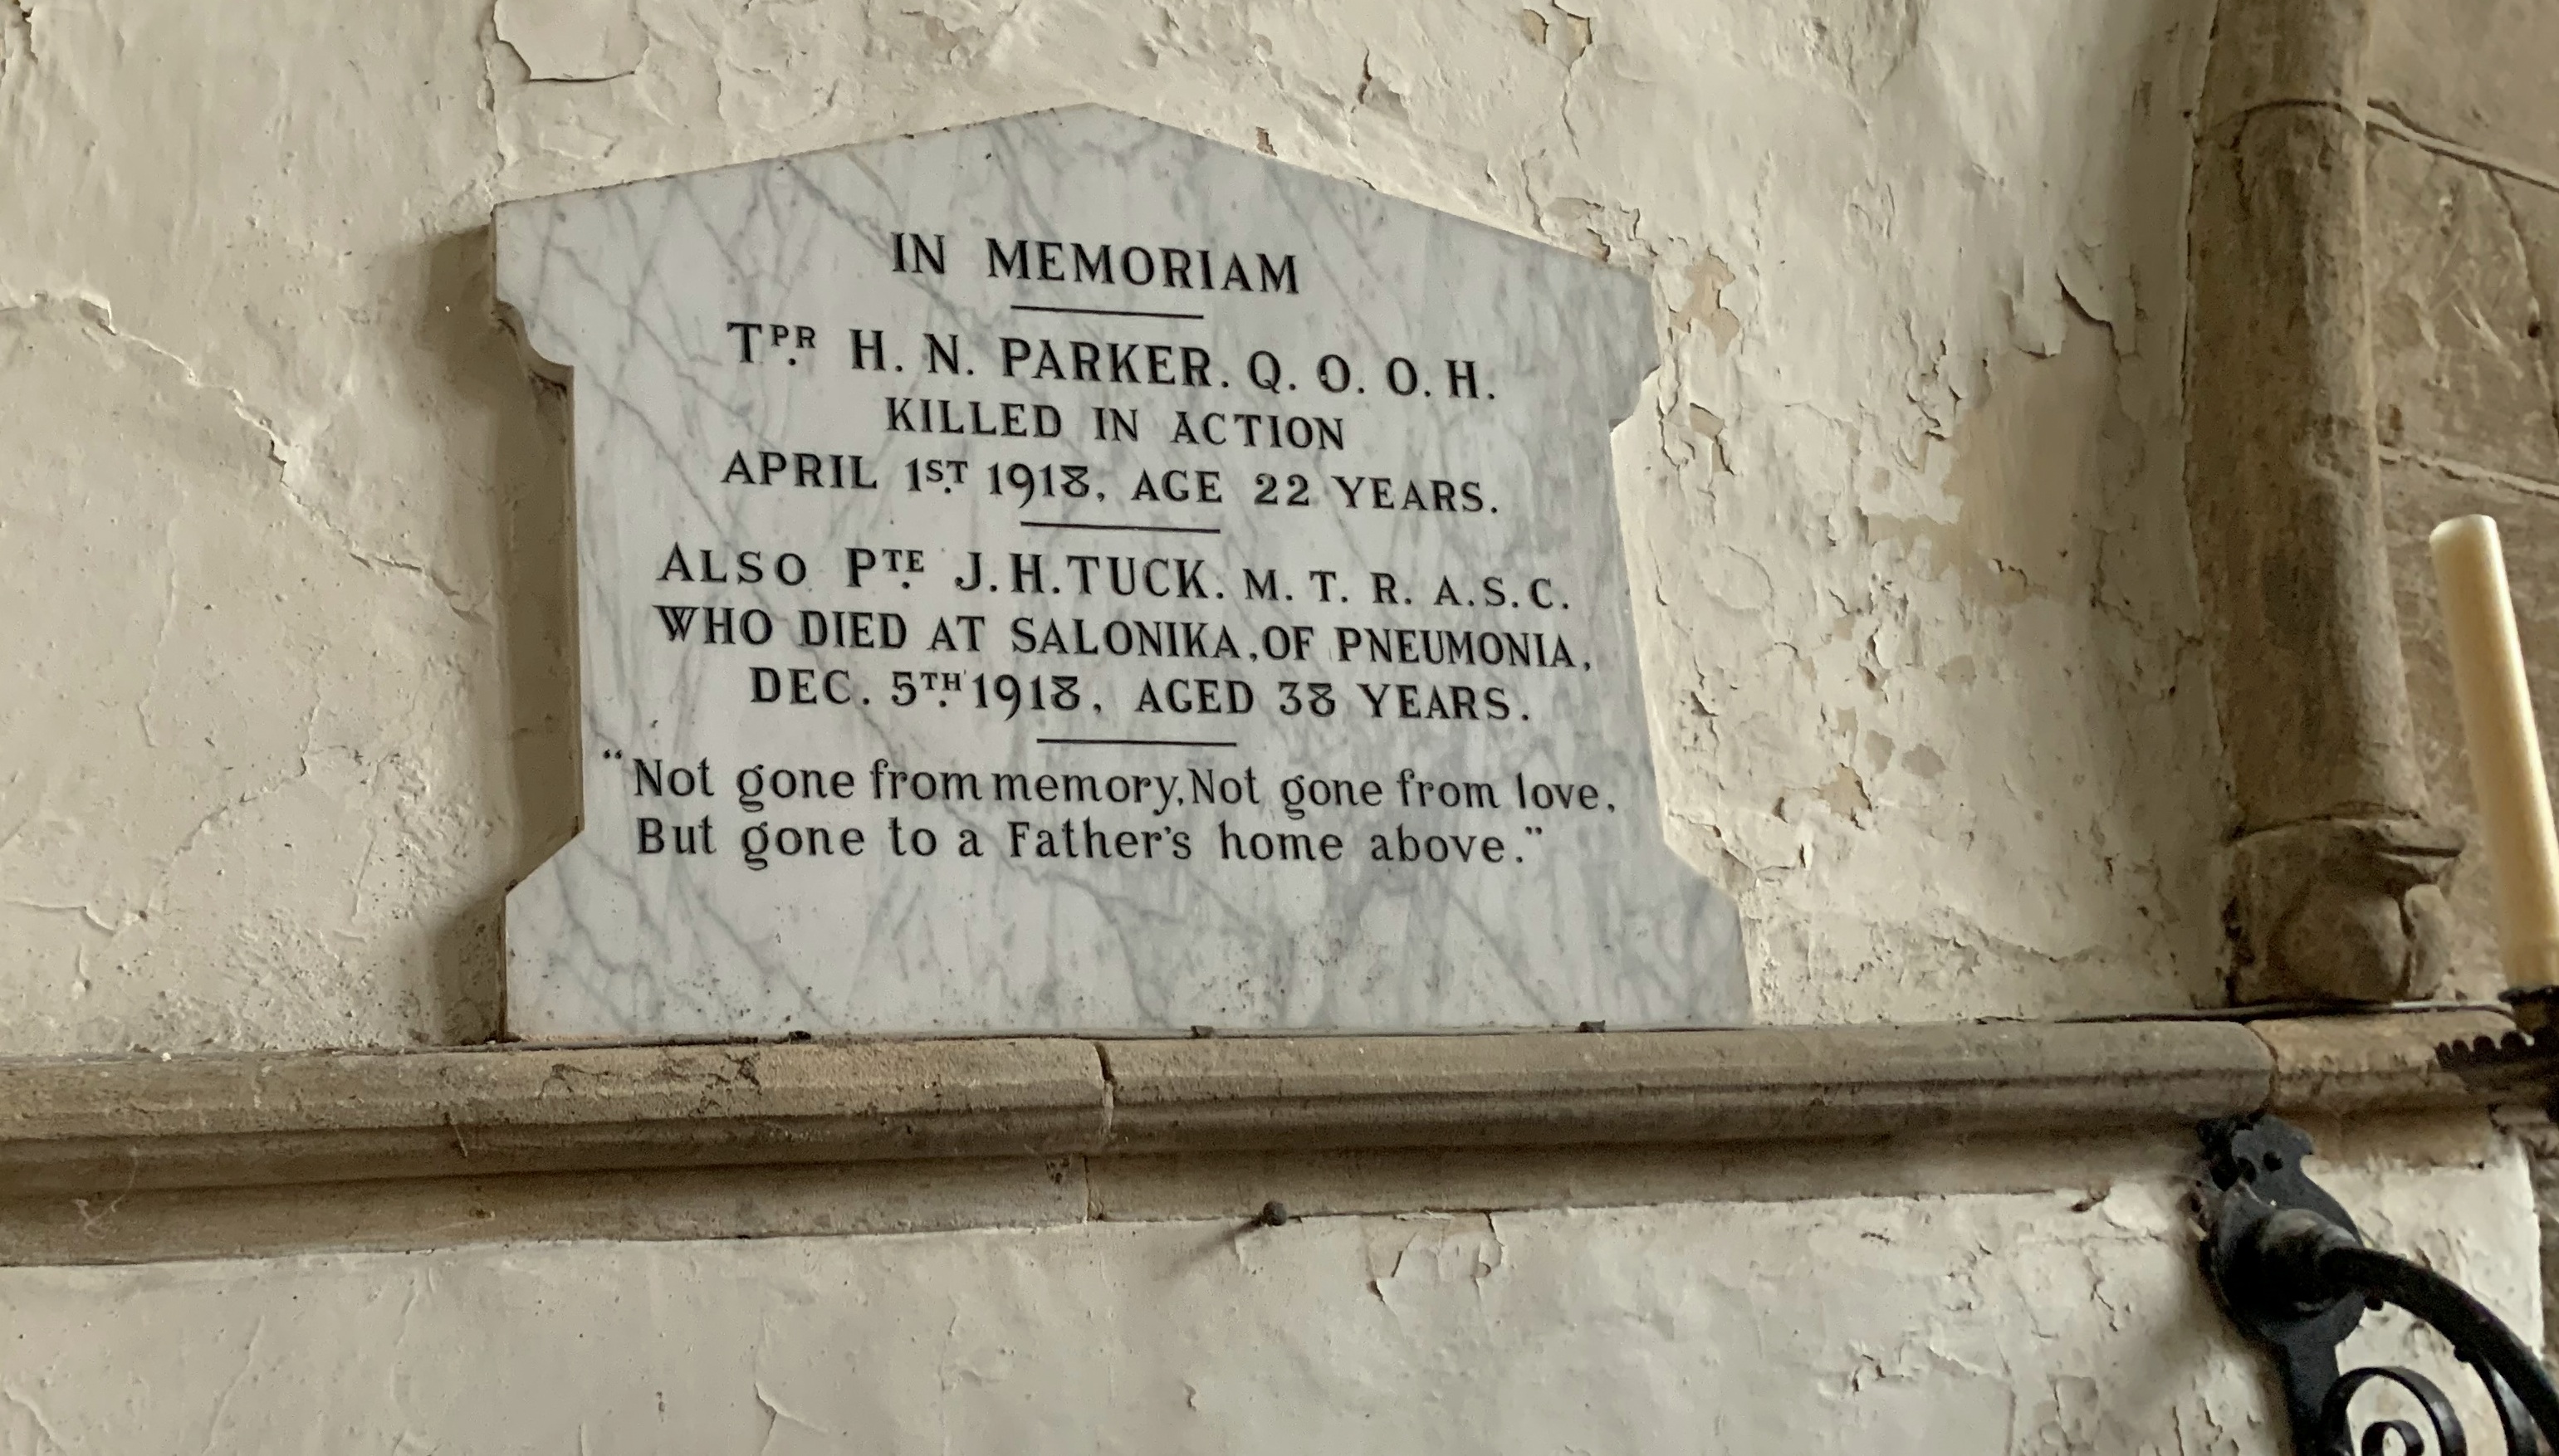 IN MEMORIAM
TPR. H. N. PARKER. Q. O. O. H.
KILLED IN ACTION
APRIL 1ST. 1918, AGE 22 YEARS.
ALSO PTE. J. H. TUCK. M. T. R. A. S. C.
WHO DIED AT SALONIKA, OF PNEUMONIA,
DEC. 5TH. 1918, AGED 38 YEARS.
“Not gone from memory, Not gone from love,
But gone to a Father's home above.”